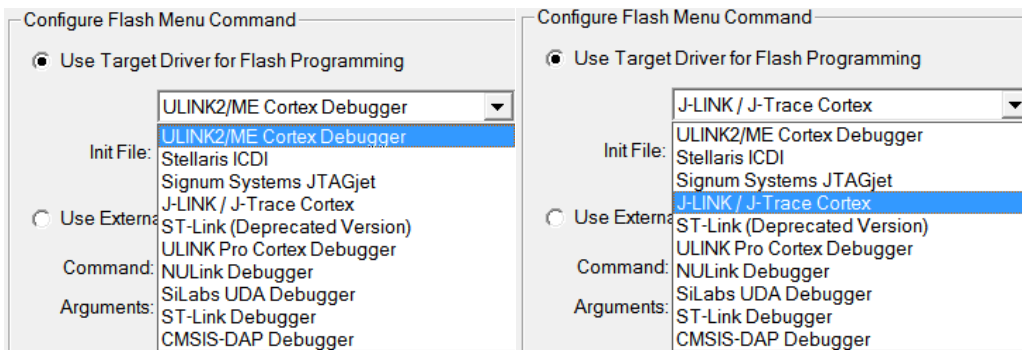 Configure Flash Menu Command
Use Target Driver for Flash Programming
ULINK2/ME Cortex Debugger
ULINK2/ME Cortex Debugger
Init File:
Stellaris ICDI
Signum Systems JTAGjet
J-LINK / J-Trace Cortex
Use Externa
ST-Link (Deprecated Version)
ULINK Pro Cortex Debugger
Command:
NULink Debugger
SiLabs UDA Debugger
Arguments:
ST-Link Debugger
CMSIS-DAP Debugger
Configure Flash Menu Command
Use Target Driver for Flash Programming
J-LINK / J-Trace Cortex
ULINK2/ME Cortex Debugger
Init File:
Stellaris ICDI
Signum Systems JTAGjet
J-LINK / J-Trace Cortex
Use Externa
ST-Link (Deprecated Version)
ULINK Pro Cortex Debugger
Command:
NULink Debugger
SiLabs UDA Debugger
Arguments:
ST-Link Debugger
CMSIS-DAP Debugger